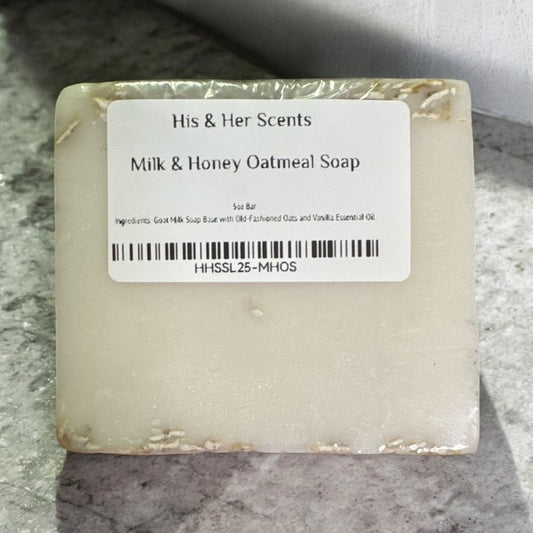 His & Her Scents
Milk & Honey Oatmeal Soap
5oz Bar
Ingredients: Goat Milk Soap Base with Old-Fashioned Oats and Vanilla Essential Oil
HHSSL25-MHOS